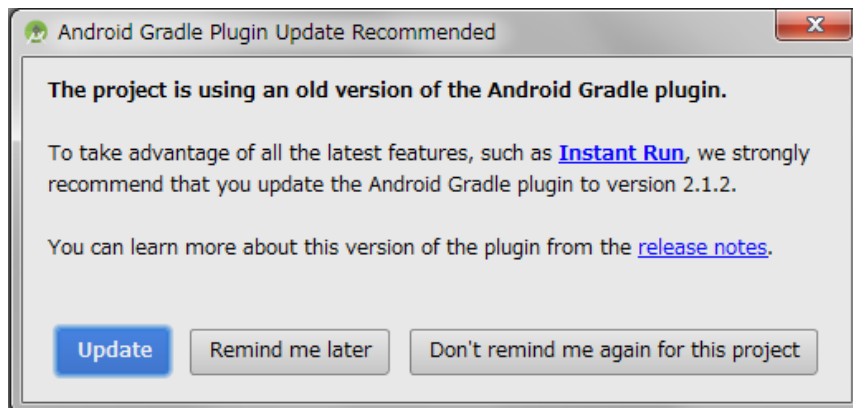 Android Gradle Plugin Update Recommended
The project is using an old version of the Android Gradle plugin.
To take advantage of all the latest features, such as Instant Run, we strongly
recommend that you update the Android Gradle plugin to version 2.1.2.
You can learn more about this version of the plugin from the release notes.
Update Remind me later Don't remind me again for this project